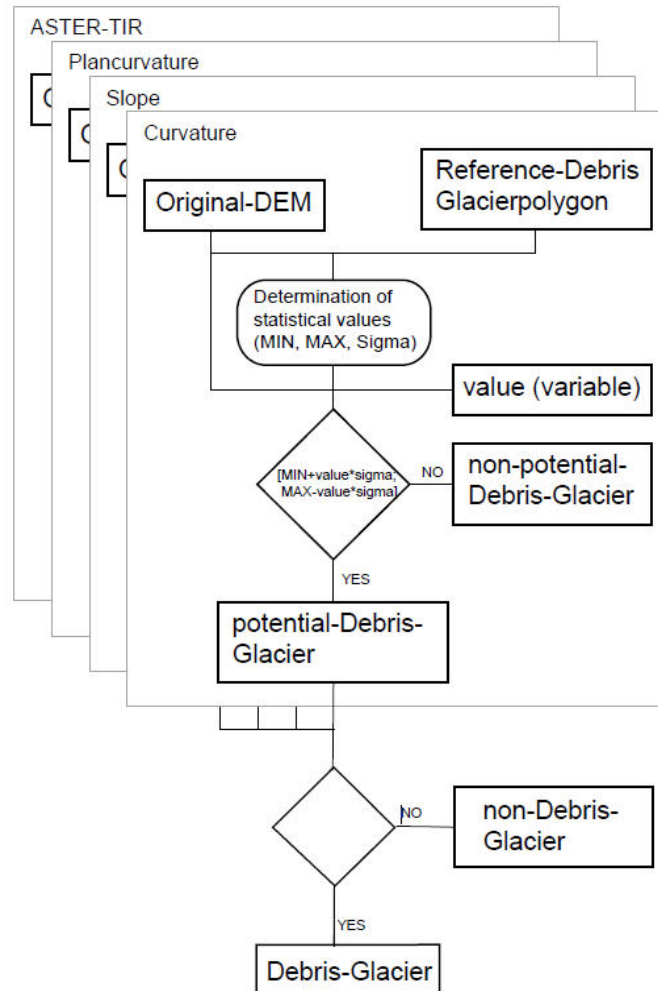 ASTER-TIR
Plancurvature
Slope
Curvature
Original-DEM
Reference-Debris
Glacierpolygon
Determination of
statistical values
(MIN, MAX, Sigma)
value (variable)
[MIN+value*sigma;
MAX-value*sigma]
NO
non-potential-
Debris-Glacier
YES
potential-Debris-
Glacier
NO
non-Debris-
Glacier
YES
Debris-Glacier